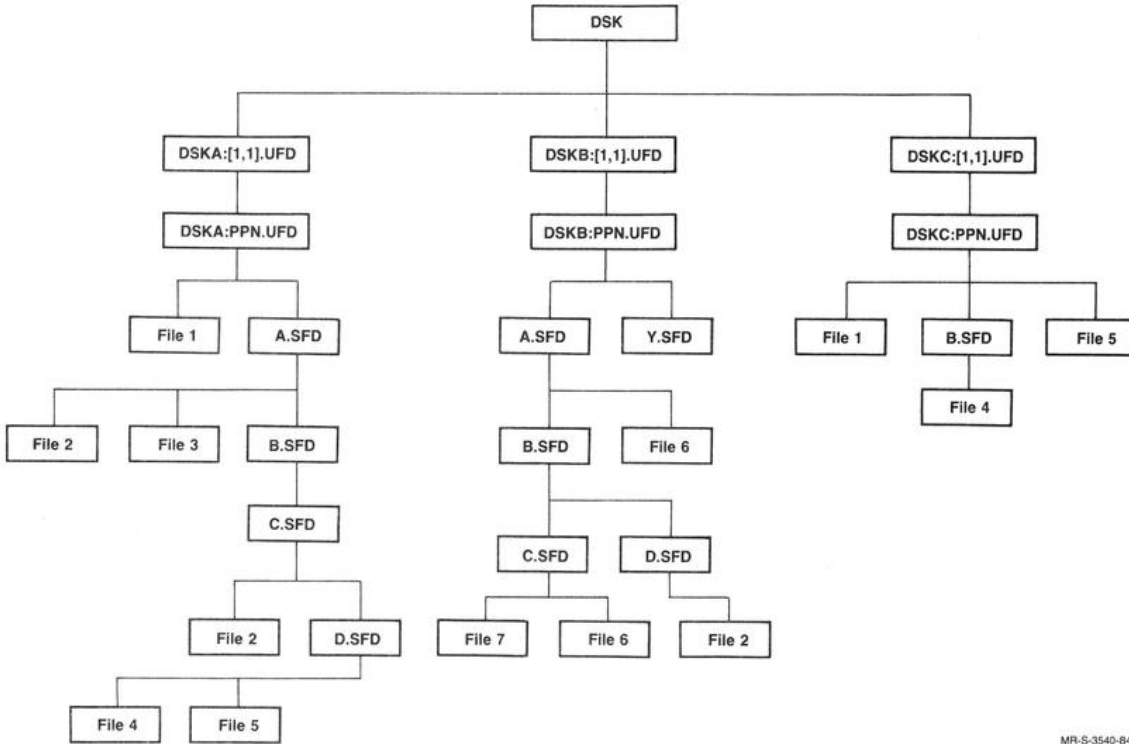 DSK
DSKA:[1,1].UFD
DSKB:[1,1].UFD
DSKC:[1,1].UFD
DSKA:PPN.UFD
DSKB:PPN.UFD
DSKC:PPN.UFD
File 1
A.SFD
A.SFD
Y.SFD
File 1
B.SFD
File 5
File 4
File 2
File 3
B.SFD
B.SFD
File 6
C.SFD
C.SFD
D.SFD
File 2
D.SFD
File 7
File 6
File 2
File 4
File 5
MR-S-3540-84